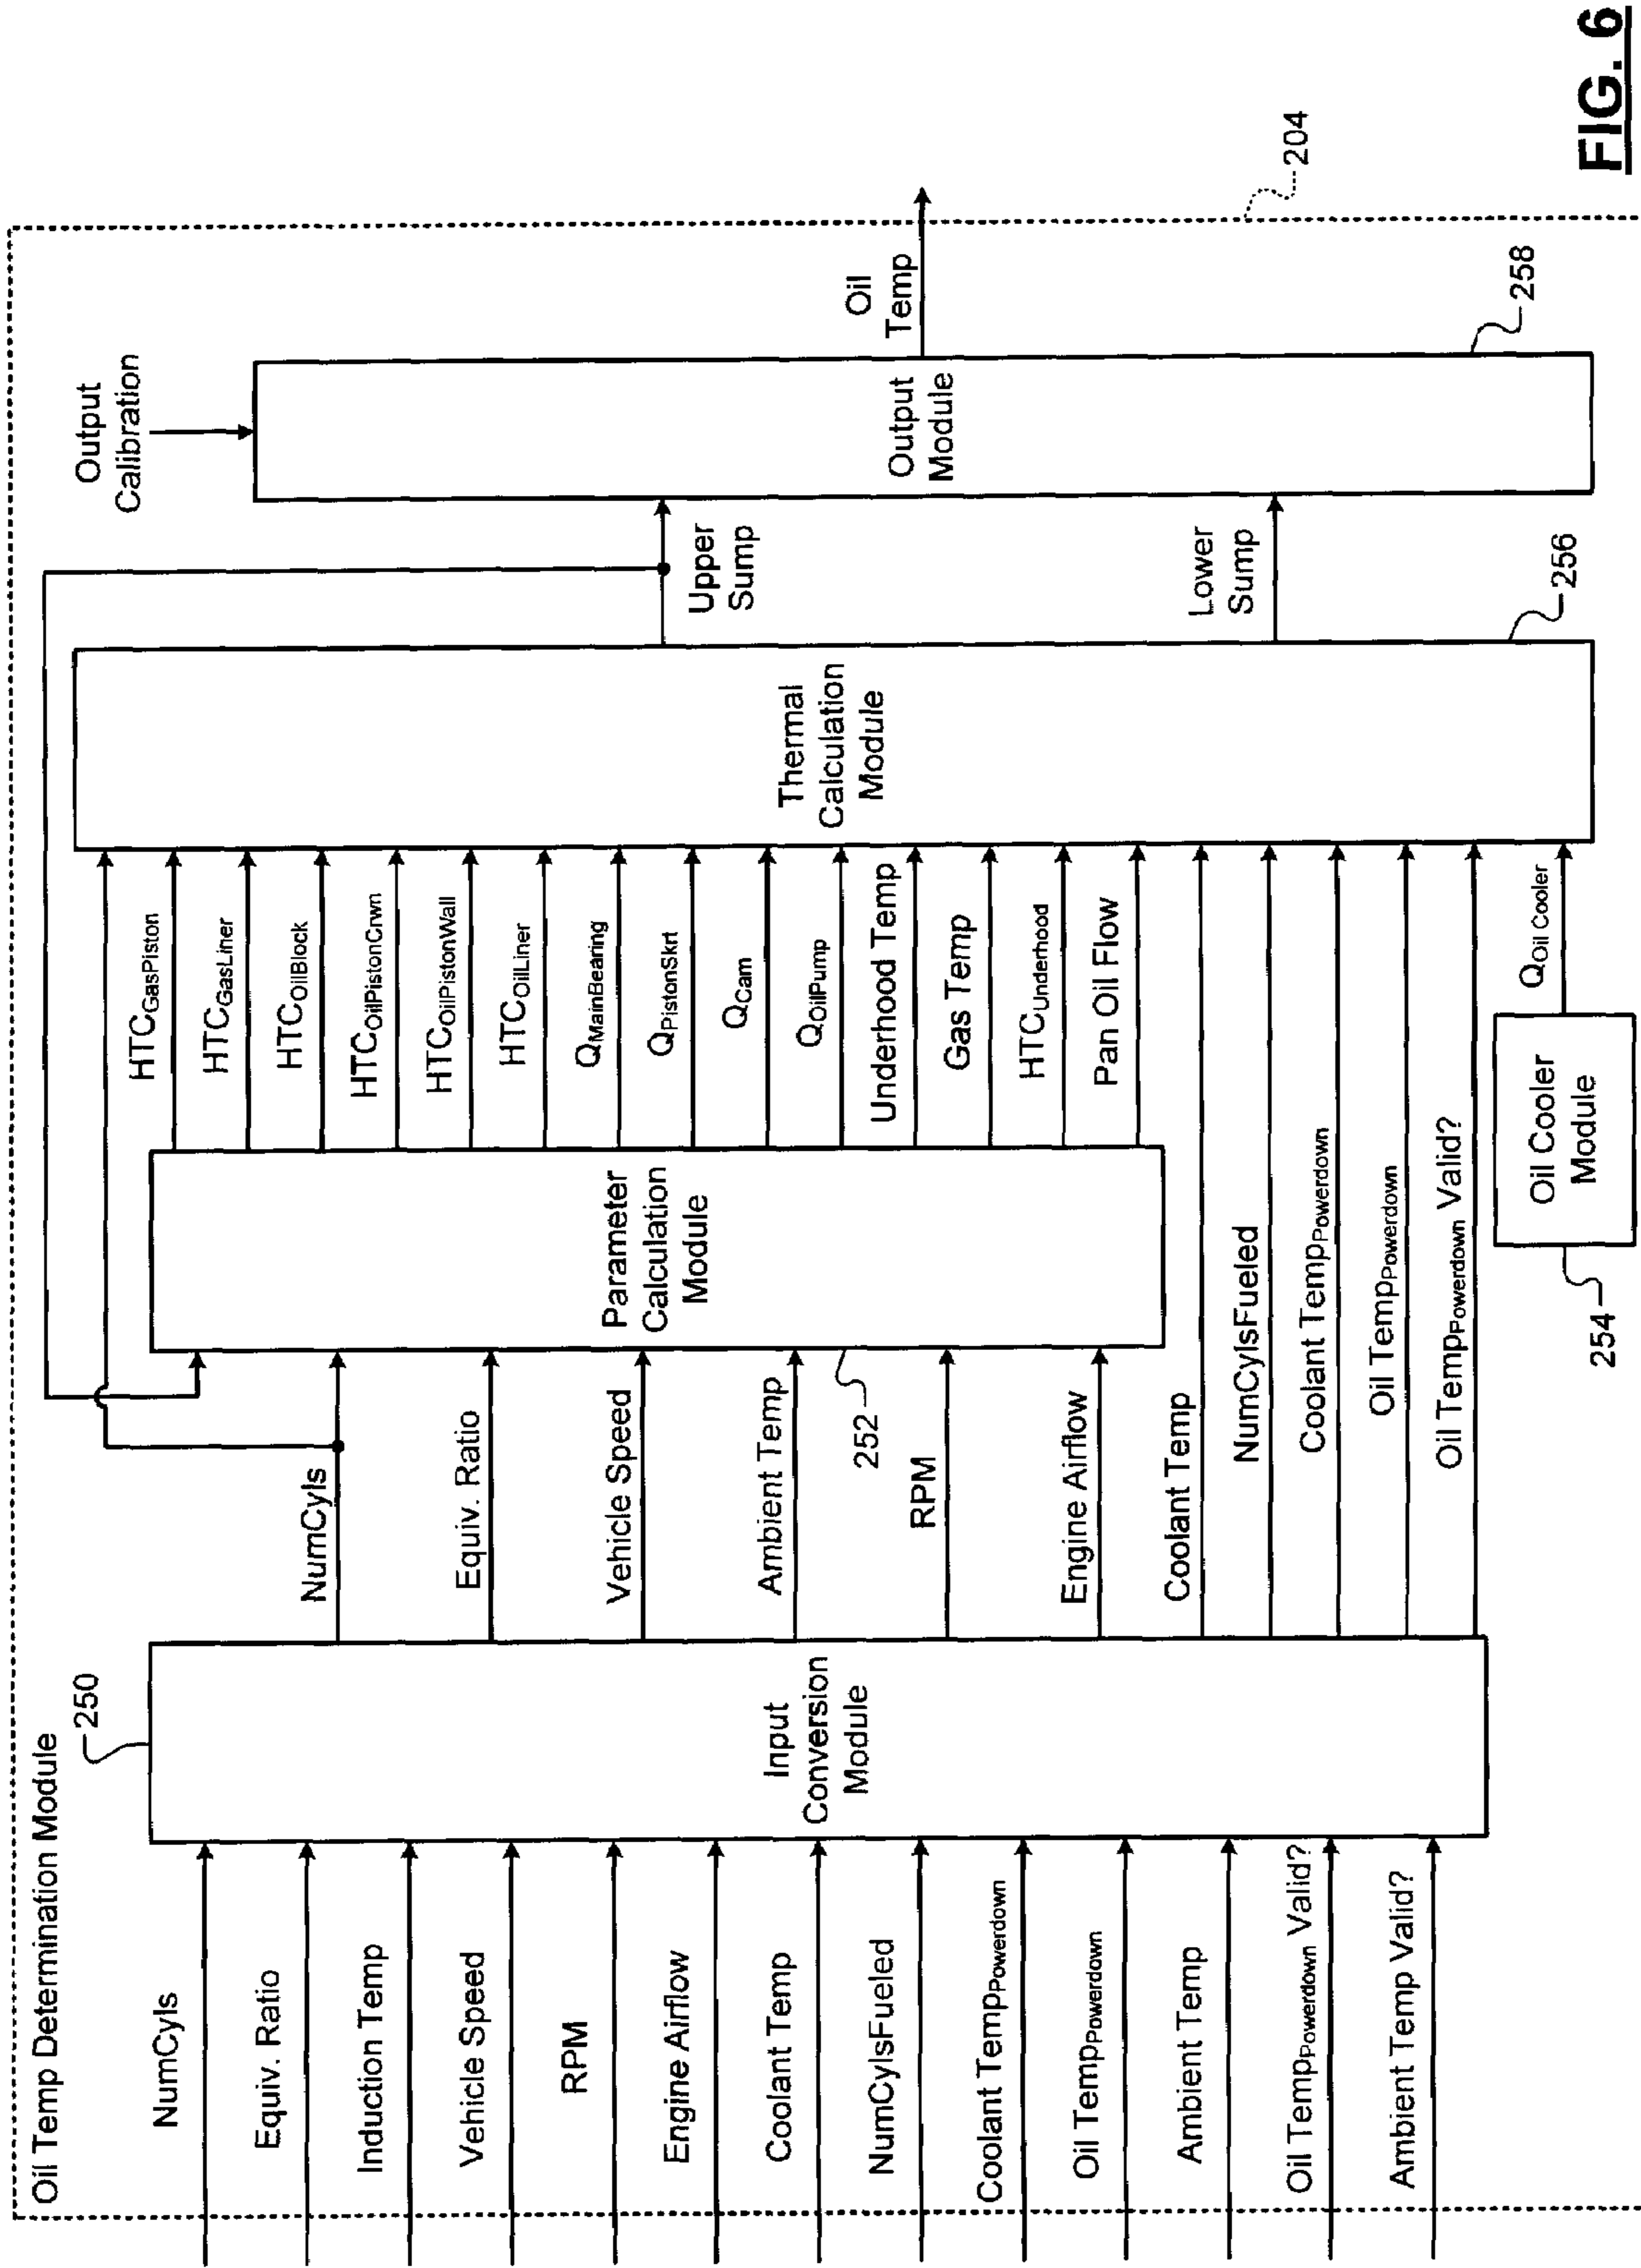 Oil Temp Determination Module
250
NumCyls
Equiv. Ratio
Induction Temp
Vehicle Speed
RPM
Engine Airflow
Coolant Temp
NumCylsFueled
Coolant TempPowerdown
Oil TempPowerdown
Ambient Temp
Oil TempPowerdown Valid?
Ambient Temp Valid?
Input
Conversion
Module
NumCyls
Equiv. Ratio
Vehicle Speed
Ambient Temp
RPM
Engine Airflow
Coolant Temp
NumCylsFueled
Coolant TempPowerdown
Oil TempPowerdown
Oil TempPowerdown Valid?
252
Parameter
Calculation
Module
254
Oil Cooler
Module
HTCGasPiston
HTCGasLiner
HTCOilBlock
HTCOilPistonCrwn
HTCOilPistonWall
HTCOilLiner
QMainBearing
QPistonSkrt
QCam
QOilPump
Underhood Temp
Gas Temp
HTCUnderhood
Pan Oil Flow
QOil Cooler
Thermal
Calculation
Module
256
Upper
Sump
Lower
Sump
Output
Calibration
Output
Module
258
Oil
Temp
204
FIG. 6